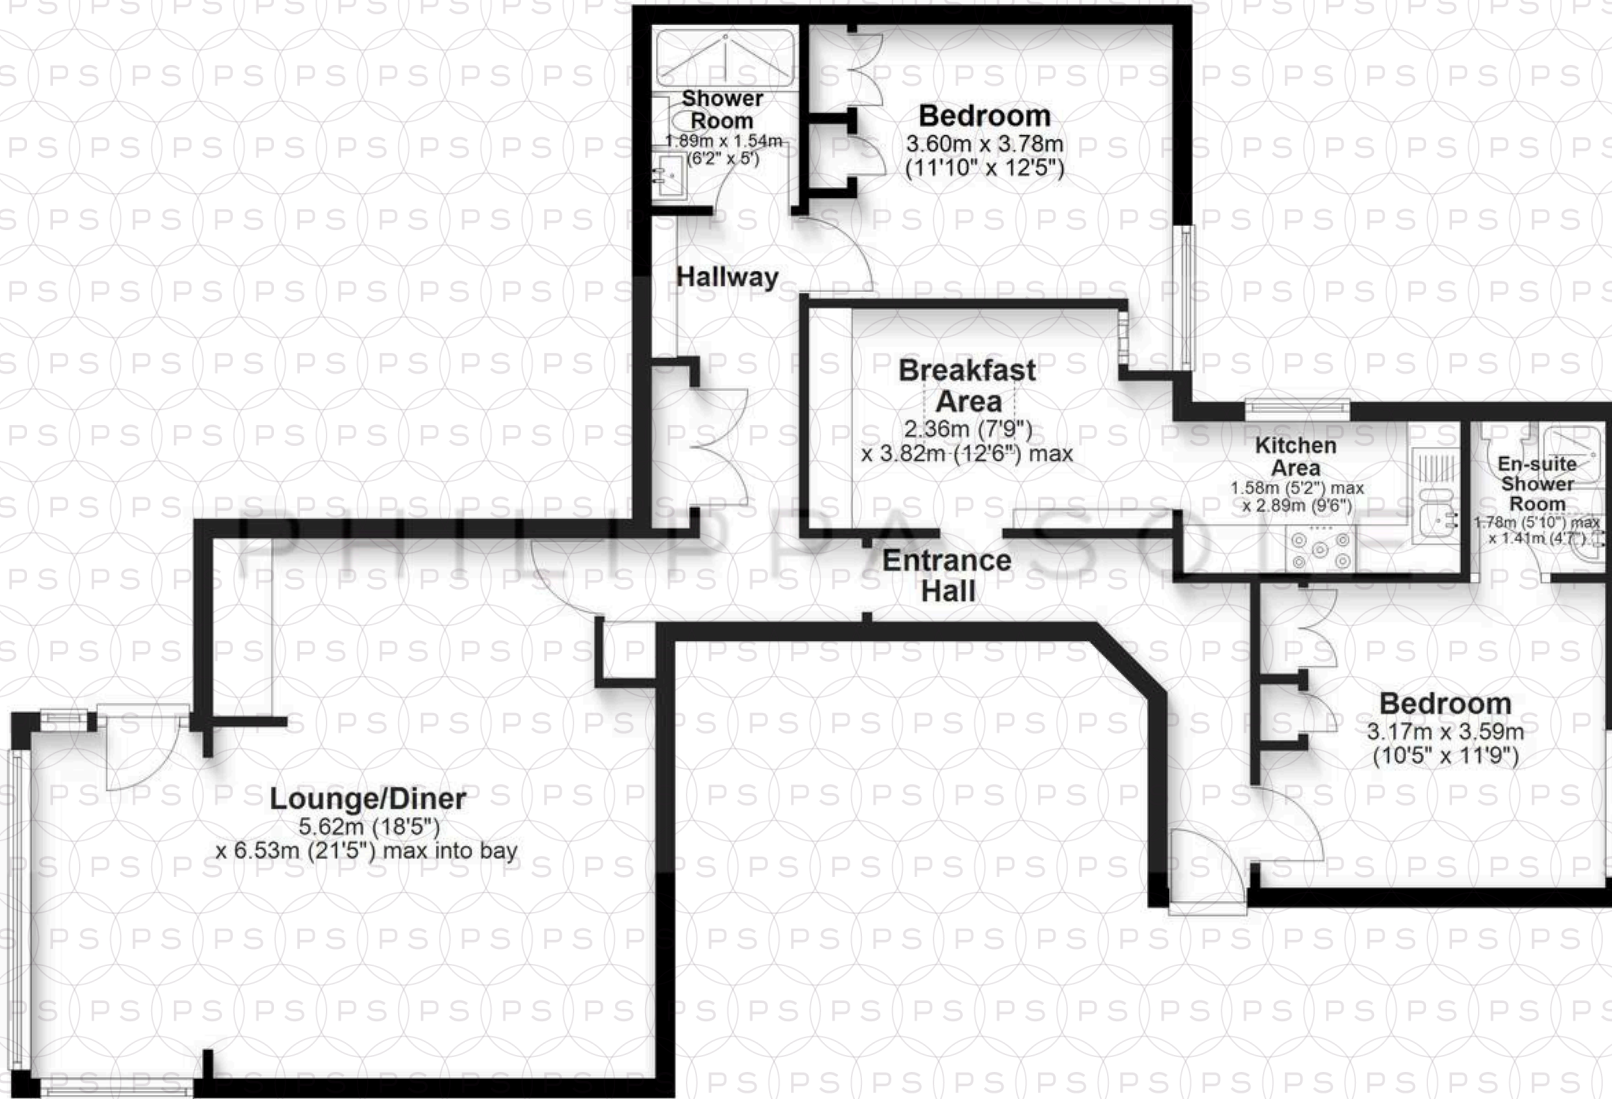 Shower
Room
1.89m x 1.54m
(6'2" x 5')
Bedroom
3.60m x 3.78m
(11'10" x 12'5")
Hallway
Breakfast
Area
2.36m (7'9")
x 3.82m (12'6") max
Kitchen
Area
1.58m (5'2") max
x 2.89m (9'6")
En-suite
Shower
Room
1.78m (5'10") max
x 1.41m (4'7")
PHILIPPA SOLE
Entrance
Hall
Bedroom
3.17m x 3.59m
(10'5" x 11'9")
Lounge/Diner
5.62m (18'5")
x 6.53m (21'5") max into bay